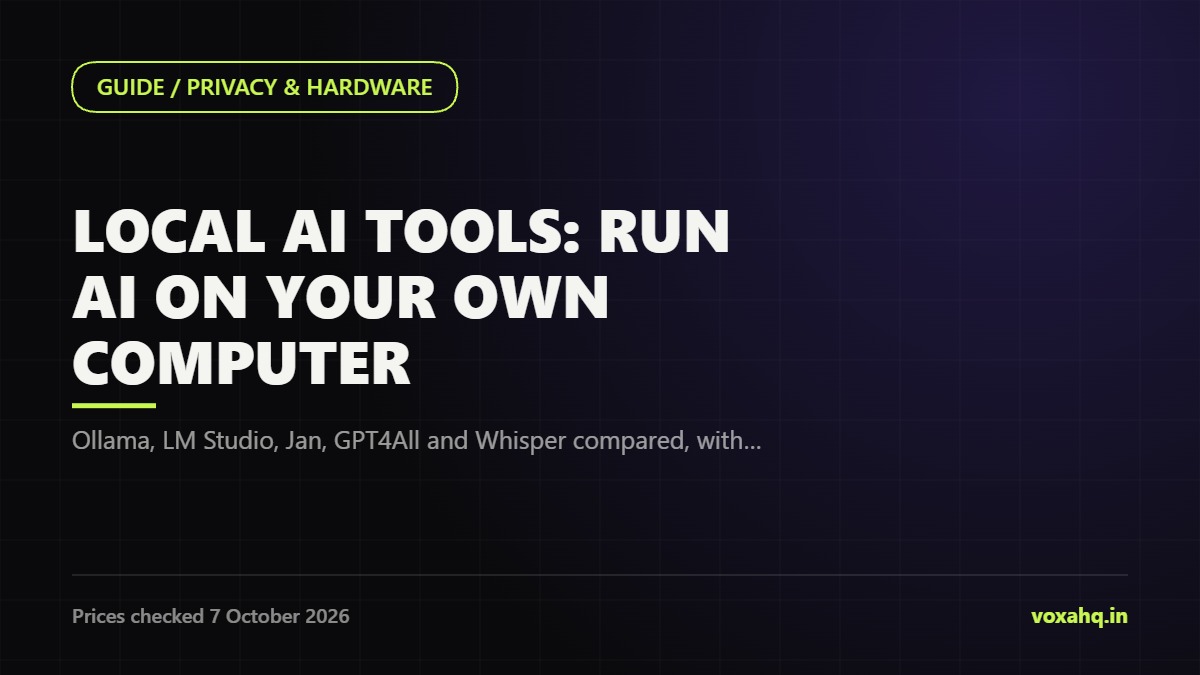 GUIDE / PRIVACY & HARDWARE
LOCAL AI TOOLS: RUN
AI ON YOUR OWN
COMPUTER
Ollama, LM Studio, Jan, GPT4All and Whisper compared, with...
Prices checked 7 October 2026
voxahq.in